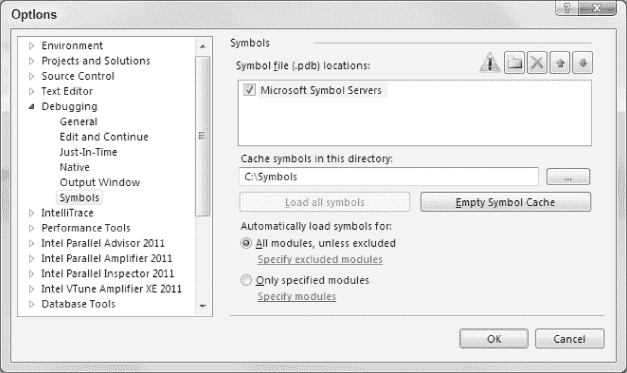 Options
Environment
Projects and Solutions
Source Control
Text Editor
Debugging
General
Edit and Continue
Just-In-Time
Native
Output Window
Symbols
IntelliTrace
Performance Tools
Intel Parallel Advisor 2011
Intel Parallel Amplifier 2011
Intel Parallel Inspector 2011
Intel VTune Amplifier XE 2011
Database Tools
Symbols
Symbol file (.pdb) locations:
Microsoft Symbol Servers
Cache symbols in this directory:
C:\Symbols
...
Load all symbols
Empty Symbol Cache
Automatically load symbols for:
All modules, unless excluded
Specify excluded modules
Only specified modules
Specify modules
OK
Cancel